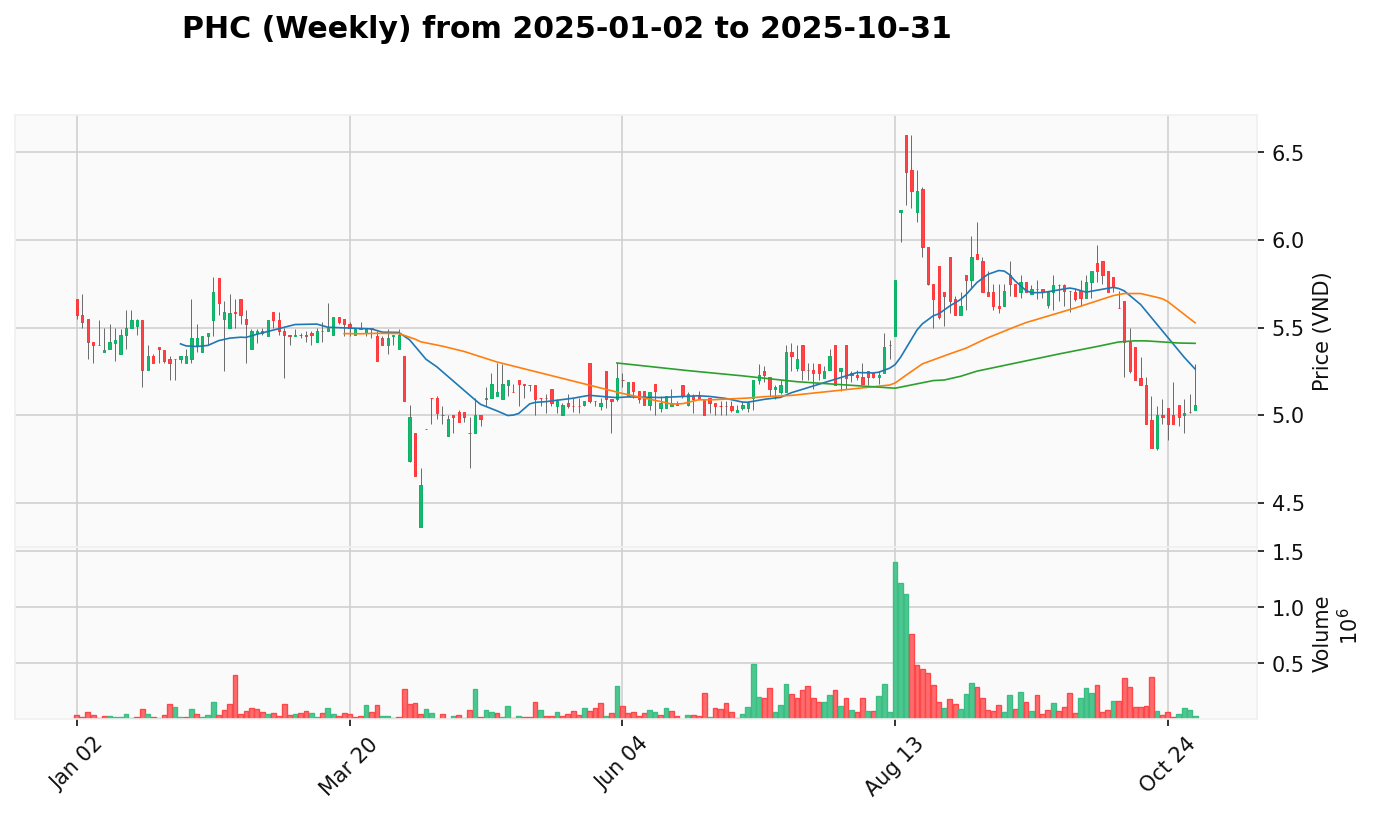 PHC (Weekly) from 2025-01-02 to 2025-10-31
6.5
6.0
5.5
5.0
4.5
Price (VND)
1.5
1.0
0.5
Volume
10⁶
Jan 02
Mar 20
Jun 04
Aug 13
Oct 24